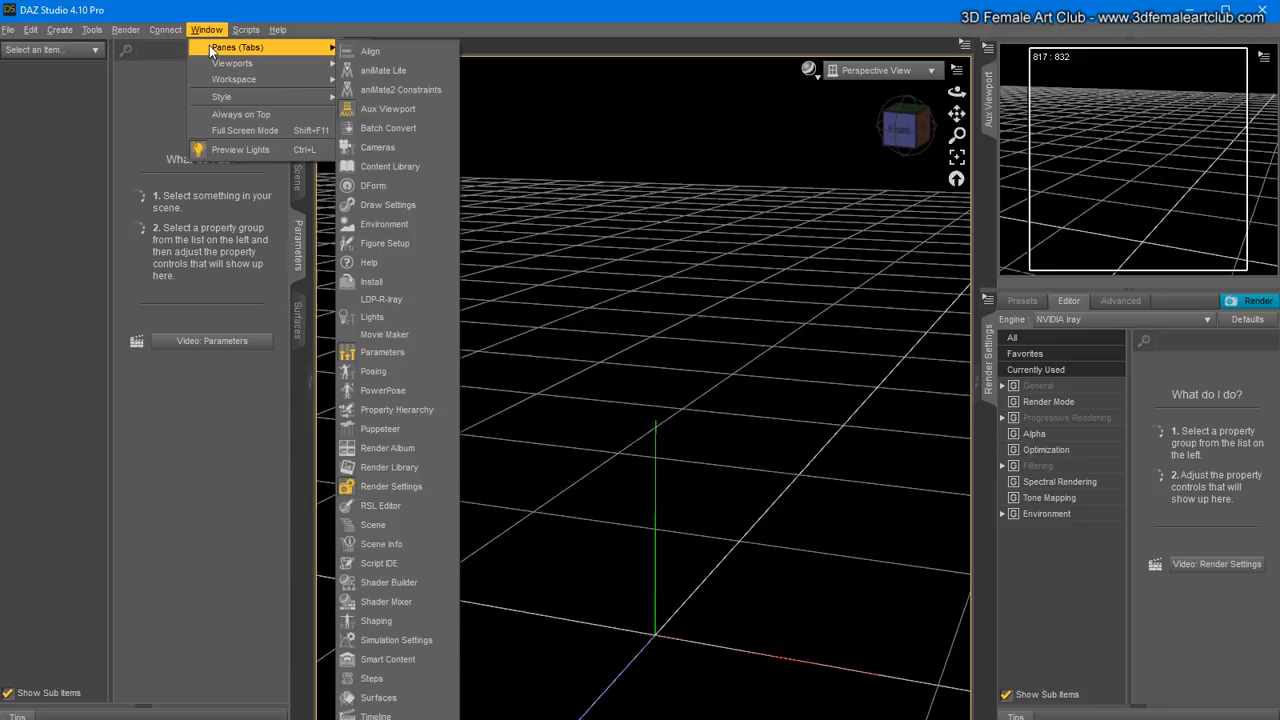 DAZ Studio 4.10 Pro
3D Female Art Club - www.3dfemaleartclub.com
File Edit Create Tools Render Connect Window Scripts Help
Select an Item...
Panes (Tabs)
Viewports
Workspace
Style
Always on Top
Full Screen Mode Shift+F11
Preview Lights Ctrl+L
Align
aniMate Lite
aniMate2 Constraints
Aux Viewport
Batch Convert
Cameras
Content Library
DForm
Draw Settings
Environment
Figure Setup
Help
Install
LDP-R-Iray
Lights
Movie Maker
Parameters
Posing
PowerPose
Property Hierarchy
Puppeteer
Render Album
Render Library
Render Settings
RSL Editor
Scene
Scene Info
Script IDE
Shader Builder
Shader Mixer
Shaping
Simulation Settings
Smart Content
Steps
Surfaces
Timeline
1. Select something in your
scene.
2. Select a property group
from the list on the left and
then adjust the property
controls that will show up
here.
Video: Parameters
Show Sub Items
Tips
Scene
Parameters
Surfaces
Perspective View
Front
Aux Viewport
817 : 832
Presets Editor Advanced Render
Engine : NVIDIA Iray Defaults
Render Settings
All
Favorites
Currently Used
G General
G Render Mode
G Progressive Rendering
G Alpha
G Optimization
G Filtering
G Spectral Rendering
G Tone Mapping
G Environment
What do I do?
1. Select a property
group from the list on the
left.
2. Adjust the property
controls that will
show up here.
Video: Render Settings
Show Sub Items
Tips